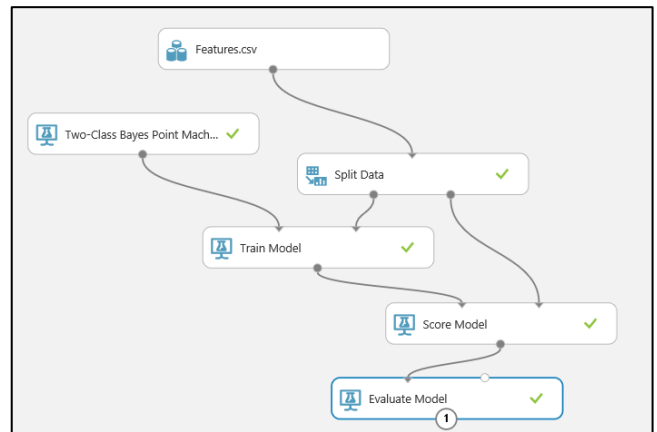 Features.csv
Two-Class Bayes Point Mach...
Split Data
Train Model
Score Model
Evaluate Model
1